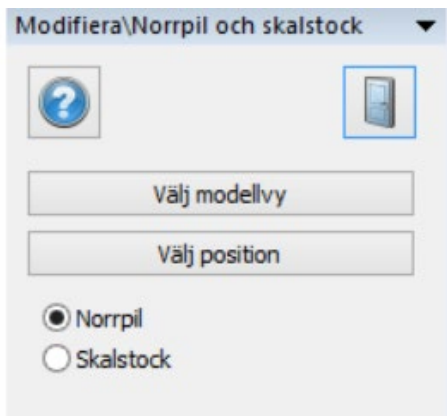 Modifiera\Norrpil och skalstock
Välj modellvy
Välj position
Norrpil
Skalstock